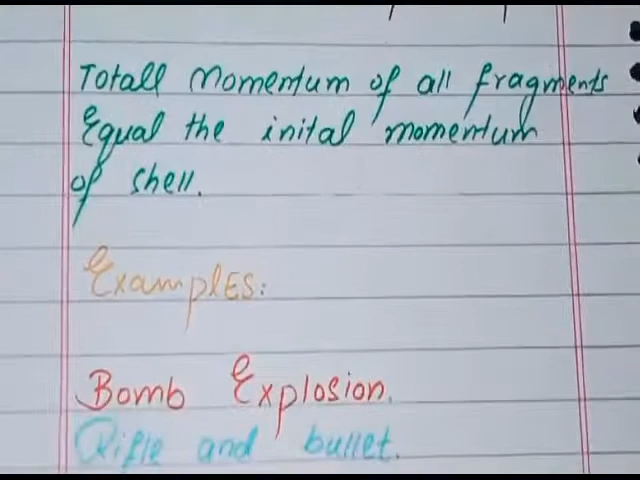 Totall momentum of all fragments
Equal the inital momentum
of shell.
Examples:
Bomb Explosion.
Rifle and bullet.